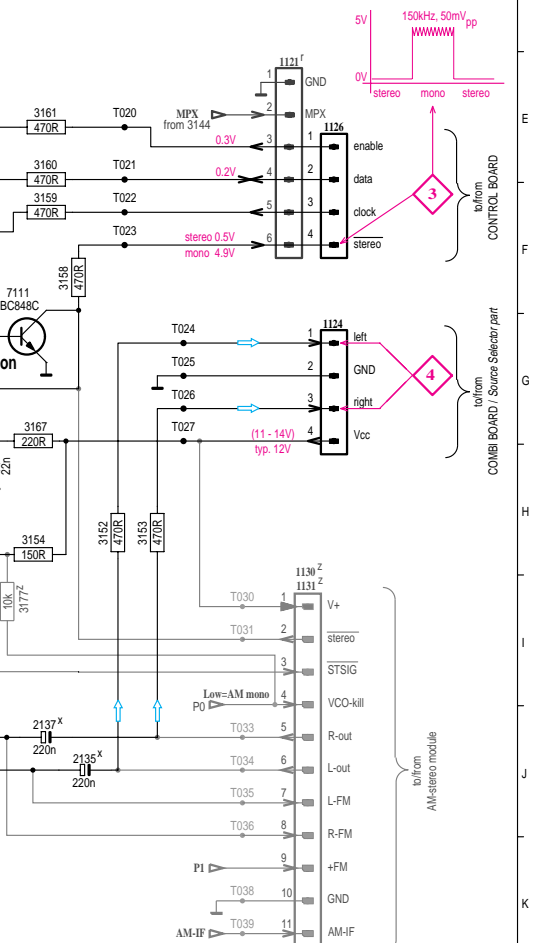 5V
150kHz, 50mVpp
0V
stereo mono stereo
E
F
G
H
I
J
K
1121 r
1 GND
MPX
from 3144
2 MPX
3161
470R
T020
0.3V
3
1126
1 enable
3160
470R
T021
0.2V
4
2 data
3159
470R
T022
5
3 clock
T023
stereo 0.5V
mono 4.9V
6
4 stereo
3
to/from
CONTROL BOARD
3158
470R
7111
BC848C
on
1124
T024
1 left
T025
2 GND
T026
3 right
T027
(11 - 14V)
typ. 12V
4 Vcc
4
to/from
COMBI BOARD / Source Selector part
3167
220R
22n
3154
150R
3152
470R
3153
470R
10k
3177 z
1130 z
1131 z
T030
1 V+
T031
2 stereo
3 STSIG
Low=AM mono
P0
4 VCO-kill
2137 x
220n
T033
5 R-out
2135 x
220n
T034
6 L-out
T035
7 L-FM
T036
8 R-FM
P1
9 +FM
T038
10 GND
AM-IF
T039
11 AM-IF
to/from
AM-stereo module